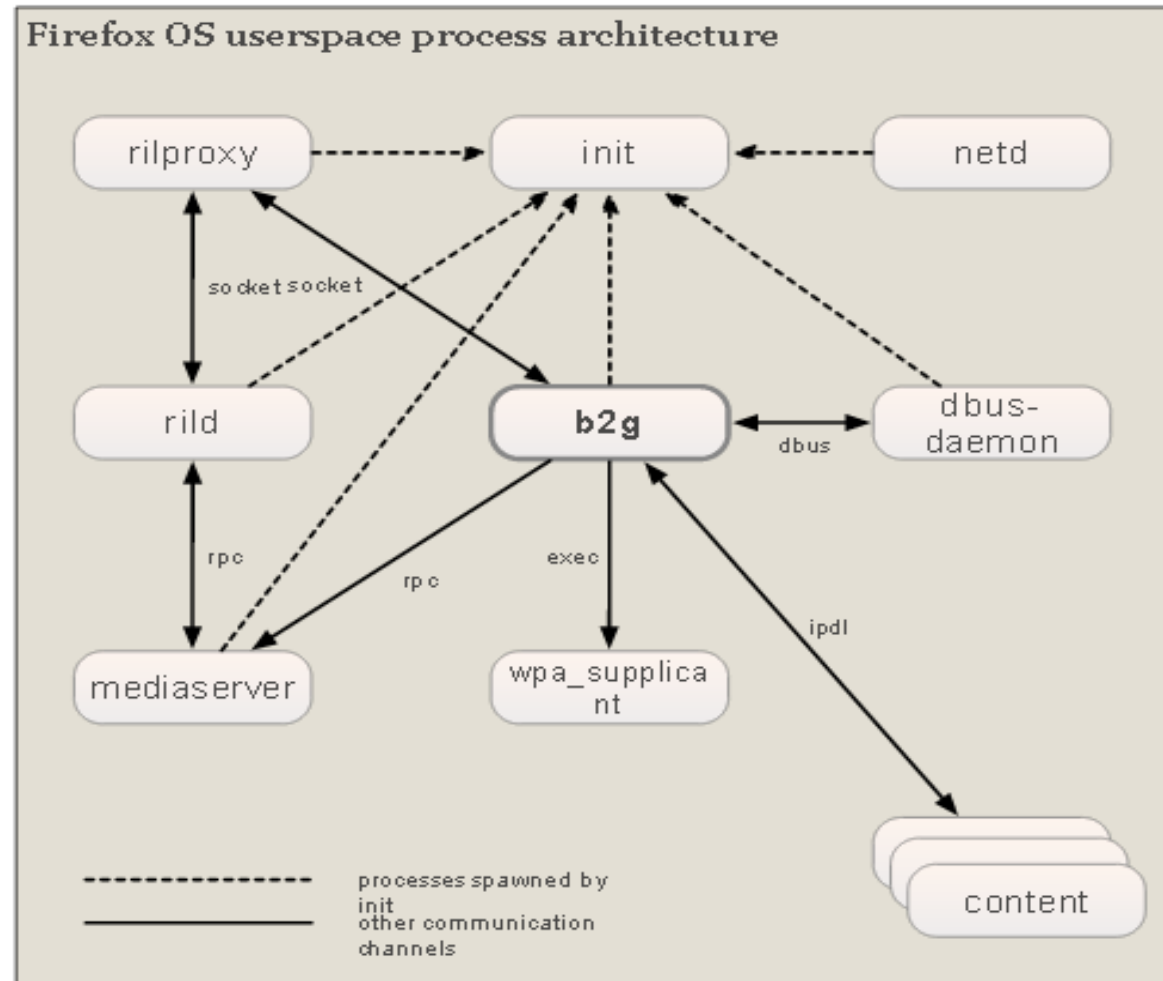 Firefox OS userspace process architecture
rilproxy
init
netd
socket socket
rild
b2g
dbus
dbus-
daemon
rpc
rpc
exec
ipdl
mediaserver
wpa_supplica
nt
content
processes spawned by
init
other communication
channels